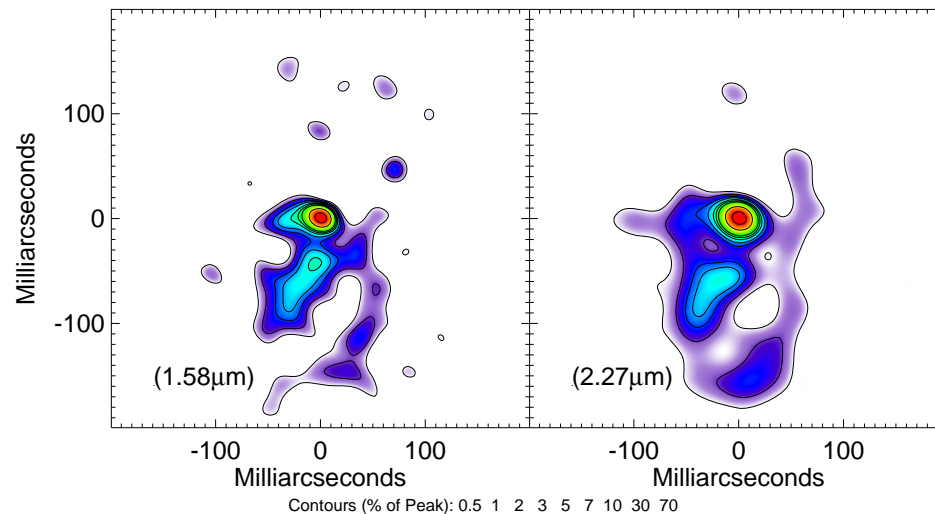 100
0
-100
Milliarcseconds
(1.58μm)
(2.27μm)
-100 0 100
-100 0 100
Milliarcseconds
Milliarcseconds
Contours (% of Peak): 0.5 1 2 3 5 7 10 30 70